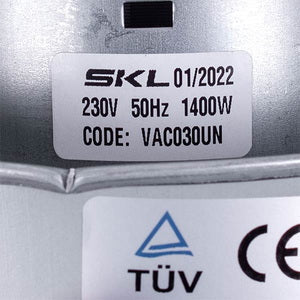 SKL 01/2022
230V 50Hz 1400W
CODE: VAC030UN
TÜV
CE